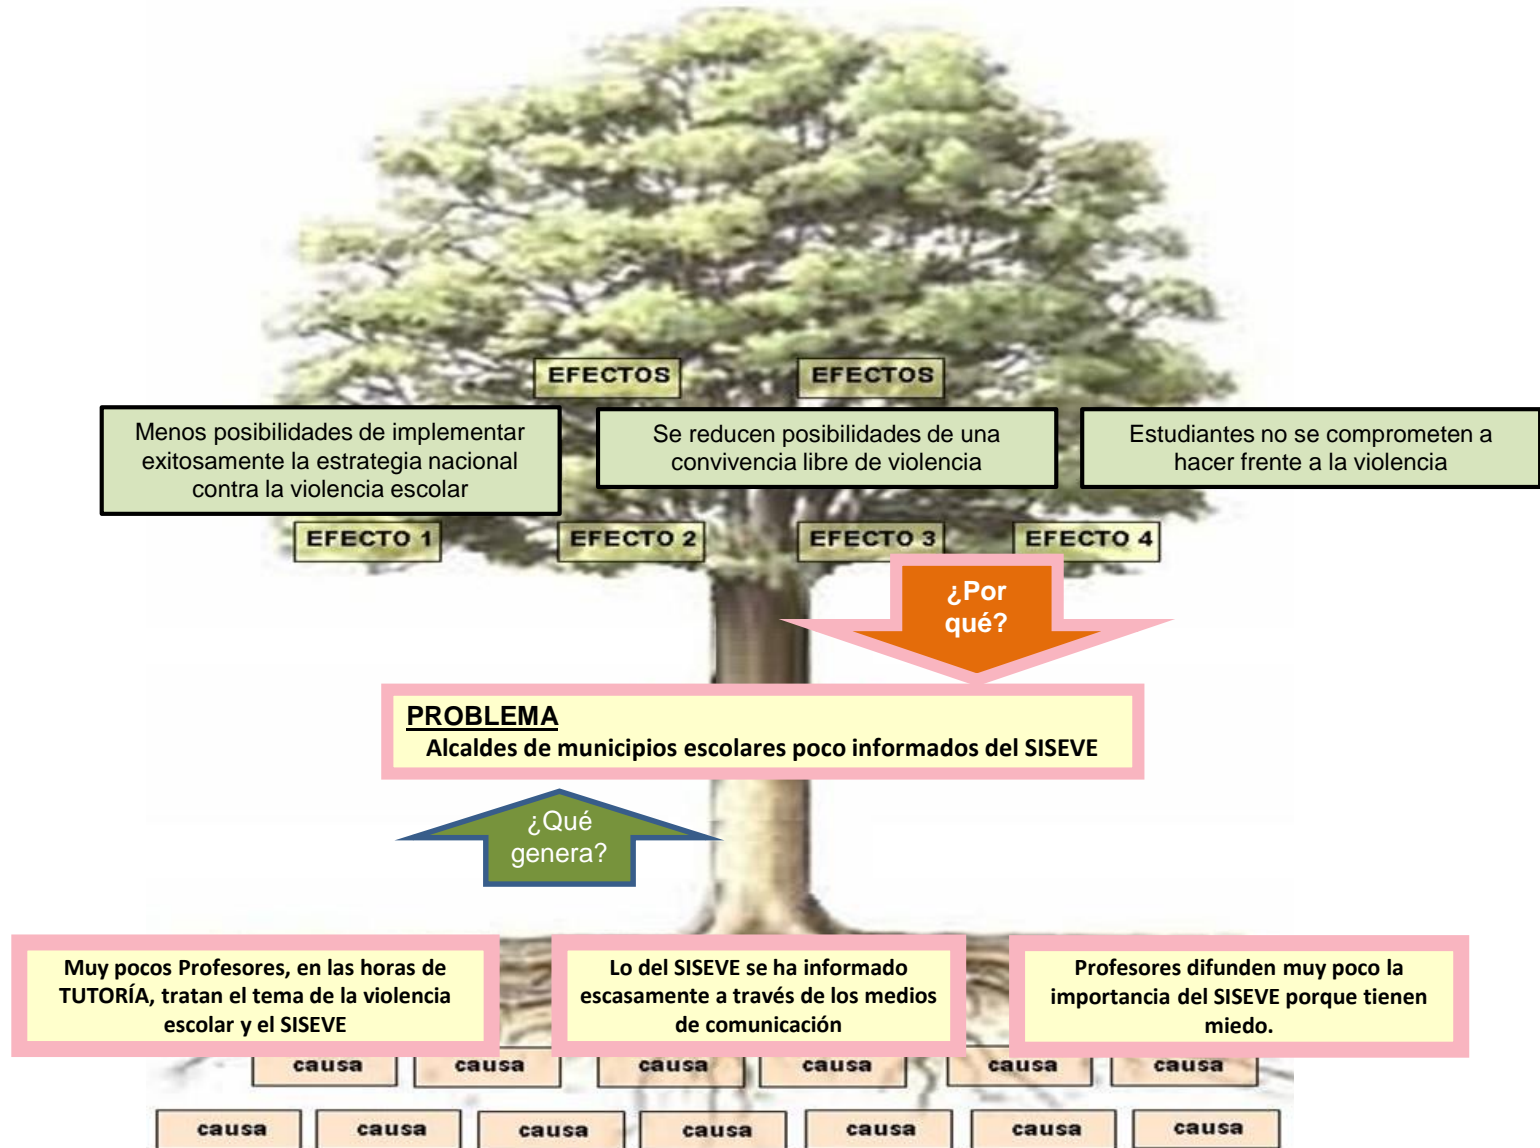 EFECTOS
EFECTOS
Menos posibilidades de implementar
exitosamente la estrategia nacional
contra la violencia escolar
Se reducen posibilidades de una
convivencia libre de violencia
Estudiantes no se comprometen a
hacer frente a la violencia
EFECTO 1
EFECTO 2
EFECTO 3
EFECTO 4
¿Por
qué?
PROBLEMA
Alcaldes de municipios escolares poco informados del SISEVE
¿Qué
genera?
Muy pocos Profesores, en las horas de
TUTORÍA, tratan el tema de la violencia
escolar y el SISEVE
Lo del SISEVE se ha informado
escasamente a través de los medios
de comunicación
Profesores difunden muy poco la
importancia del SISEVE porque tienen
miedo.
causa
causa
causa
causa
causa
causa
causa
causa
causa
causa
causa
causa
causa